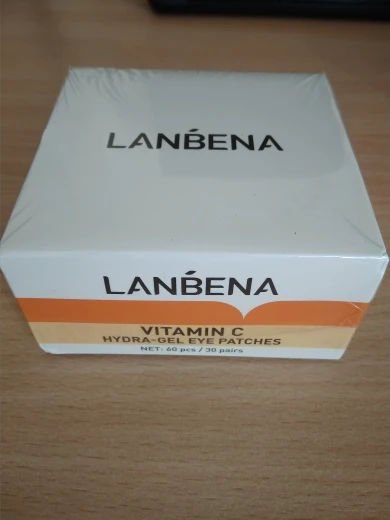 LANBENA
LANBENA
VITAMIN C
HYDRA-GEL EYE PATCHES
NET: 60 pcs / 30 pairs